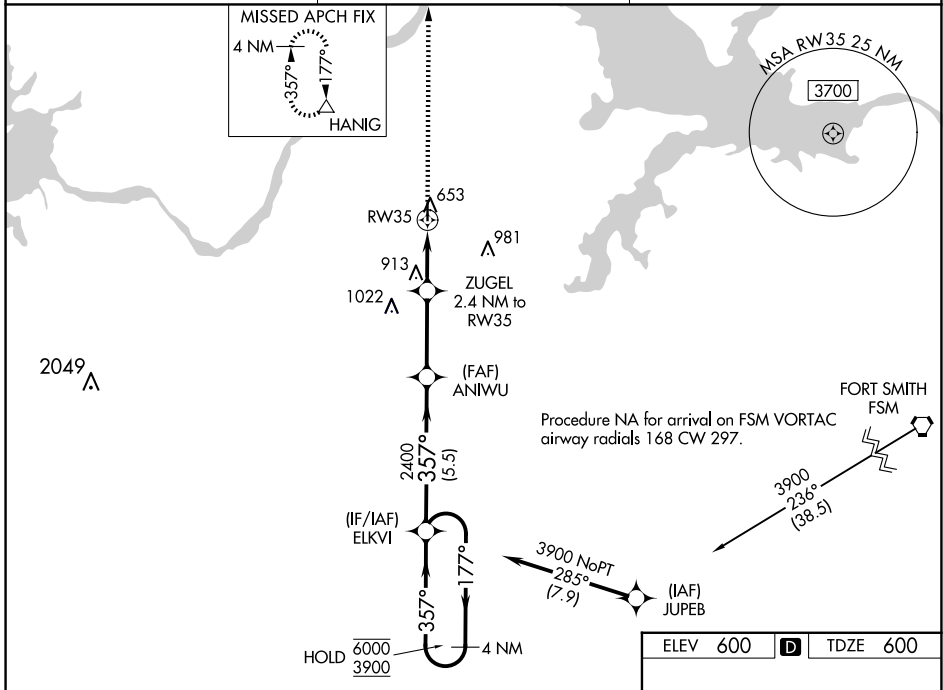 MISSED APCH FIX
4 NM
357°
177°
HANIG
MSA RW35 25 NM
3700
RW35
653
981
913
1022
ZUGEL
2.4 NM to
RW35
2049
(FAF)
ANIWU
FORT SMITH
FSM
Procedure NA for arrival on FSM VORTAC
airway radials 168 CW 297.
2400
357°
(5.5)
3900
236°
(38.5)
(IF/IAF)
ELKVI
177°
357°
3900 NoPT
285°
(7.9)
(IAF)
JUPEB
HOLD 6000
3900
4 NM
ELEV 600 D TDZE 600